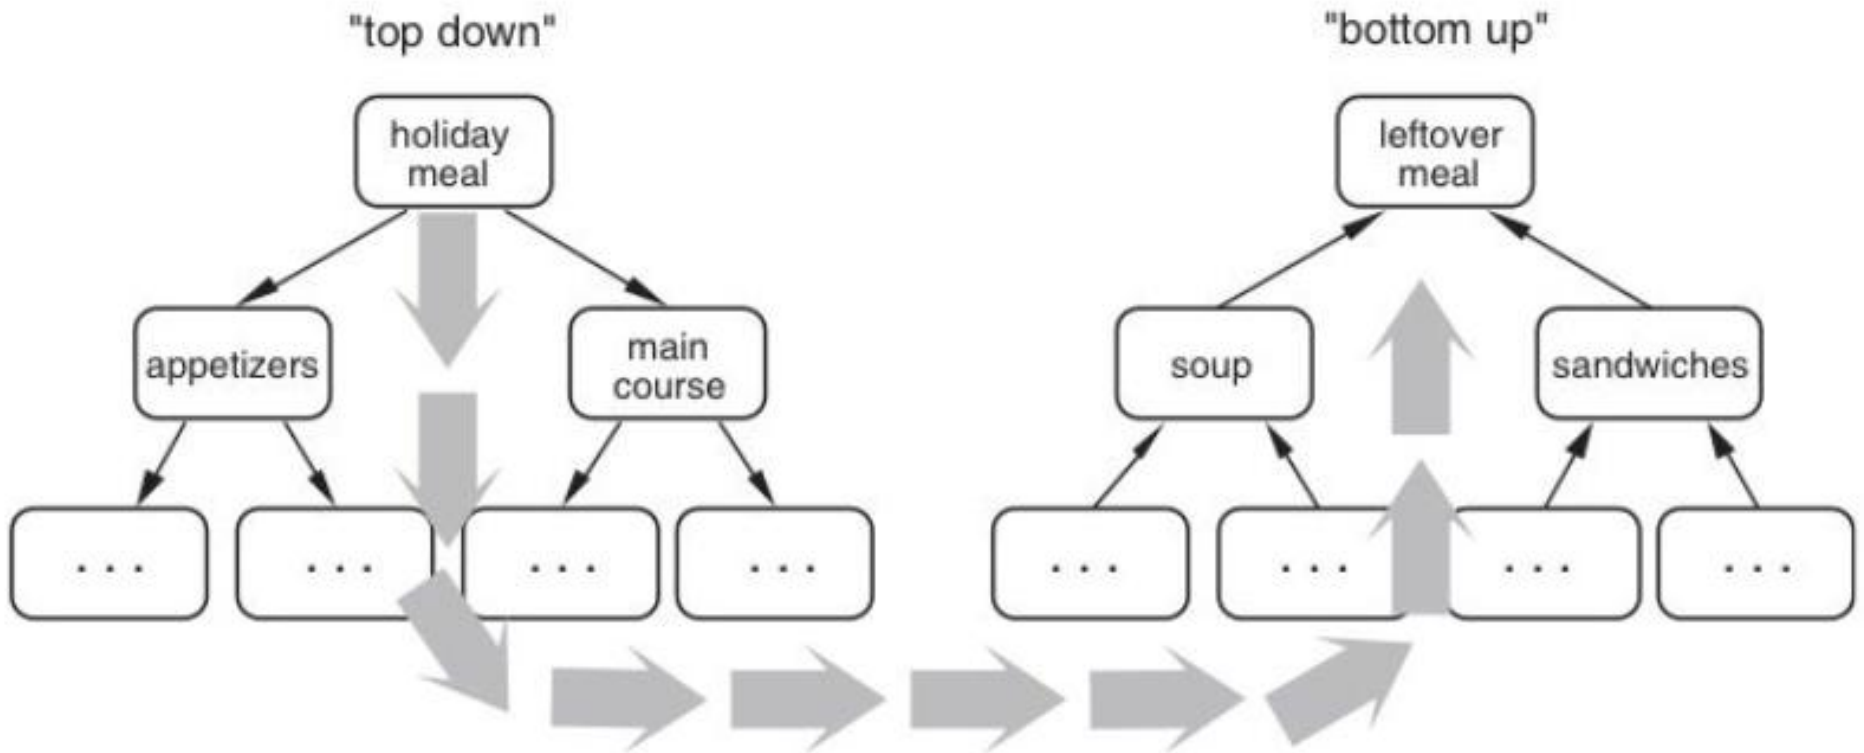 "top down"
"bottom up"
holiday
meal
leftover
meal
appetizers
main
course
soup
sandwiches
. . .
. . .
. . .
. . .
. . .
. . .
. . .
. . .